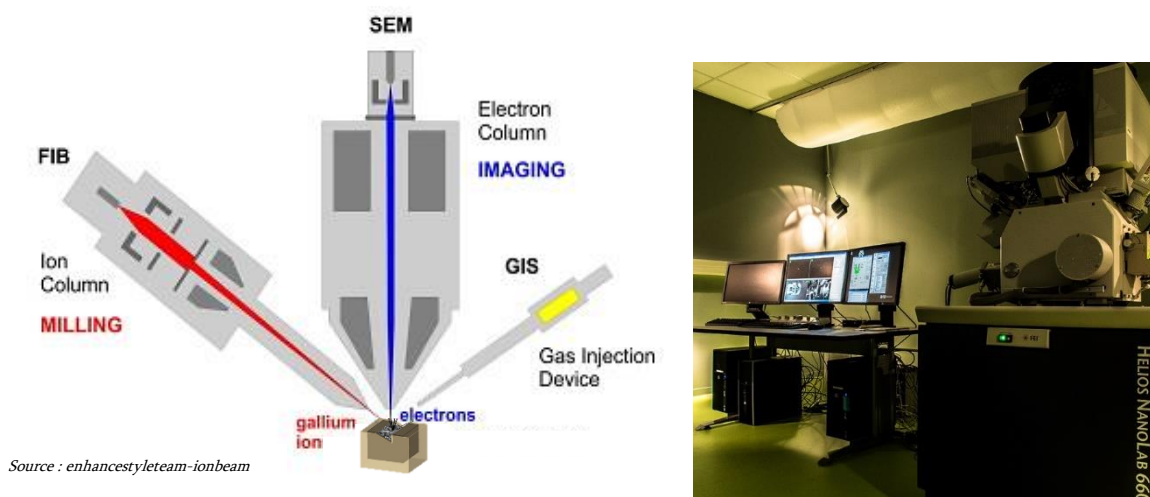 SEM
Electron
Column
IMAGING
FIB
Ion
Column
MILLING
GIS
Gas Injection
Device
gallium
ion
electrons
Source : enhancestyleteam-ionbeam
HELIOS NANOLAB 660